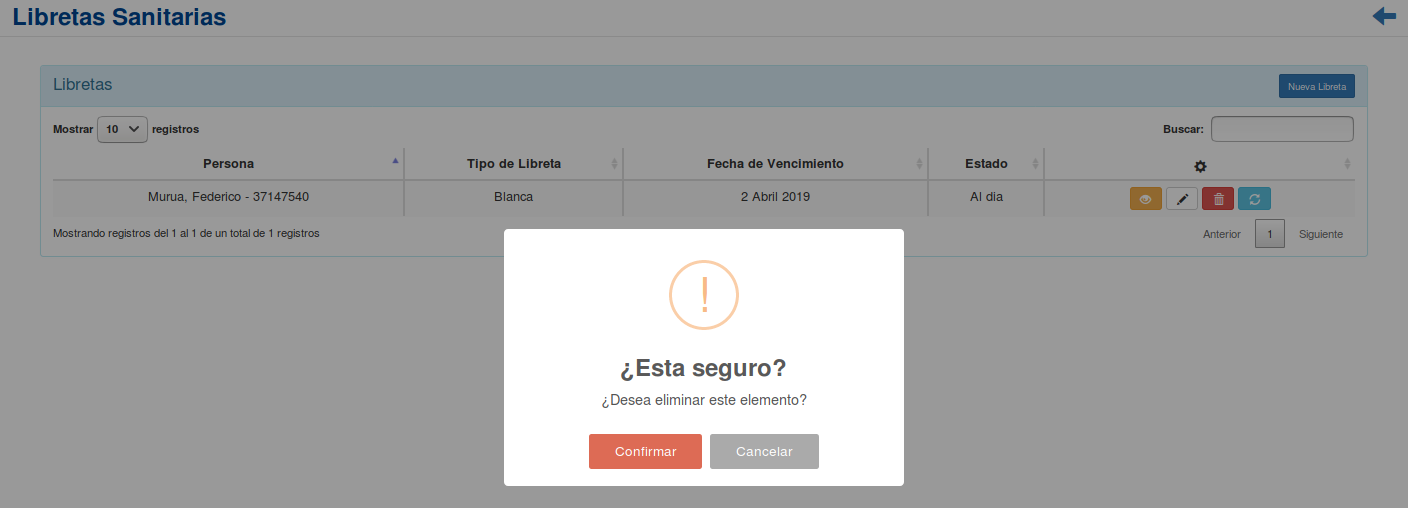 Libretas Sanitarias
Libretas
Nueva Libreta
Mostrar 10 registros
Buscar:
Persona Tipo de Libreta Fecha de Vencimiento Estado
Murua, Federico - 37147540 Blanca 2 Abril 2019 Al dia
Mostrando registros del 1 al 1 de un total de 1 registros
Anterior 1 Siguiente
!
¿Esta seguro?
¿Desea eliminar este elemento?
Confirmar Cancelar